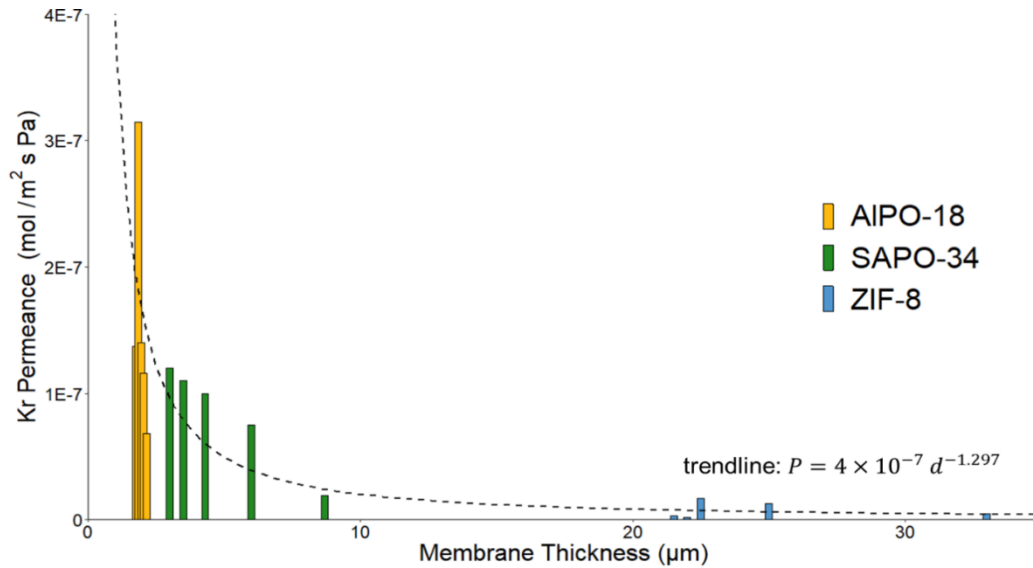 4E-7
3E-7
2E-7
1E-7
0
Kr Permeance (mol/m² s Pa)
AlPO-18
SAPO-34
ZIF-8
trendline: P = 4 × 10⁻⁷ d⁻¹·²⁹⁷
0 10 20 30
Membrane Thickness (µm)